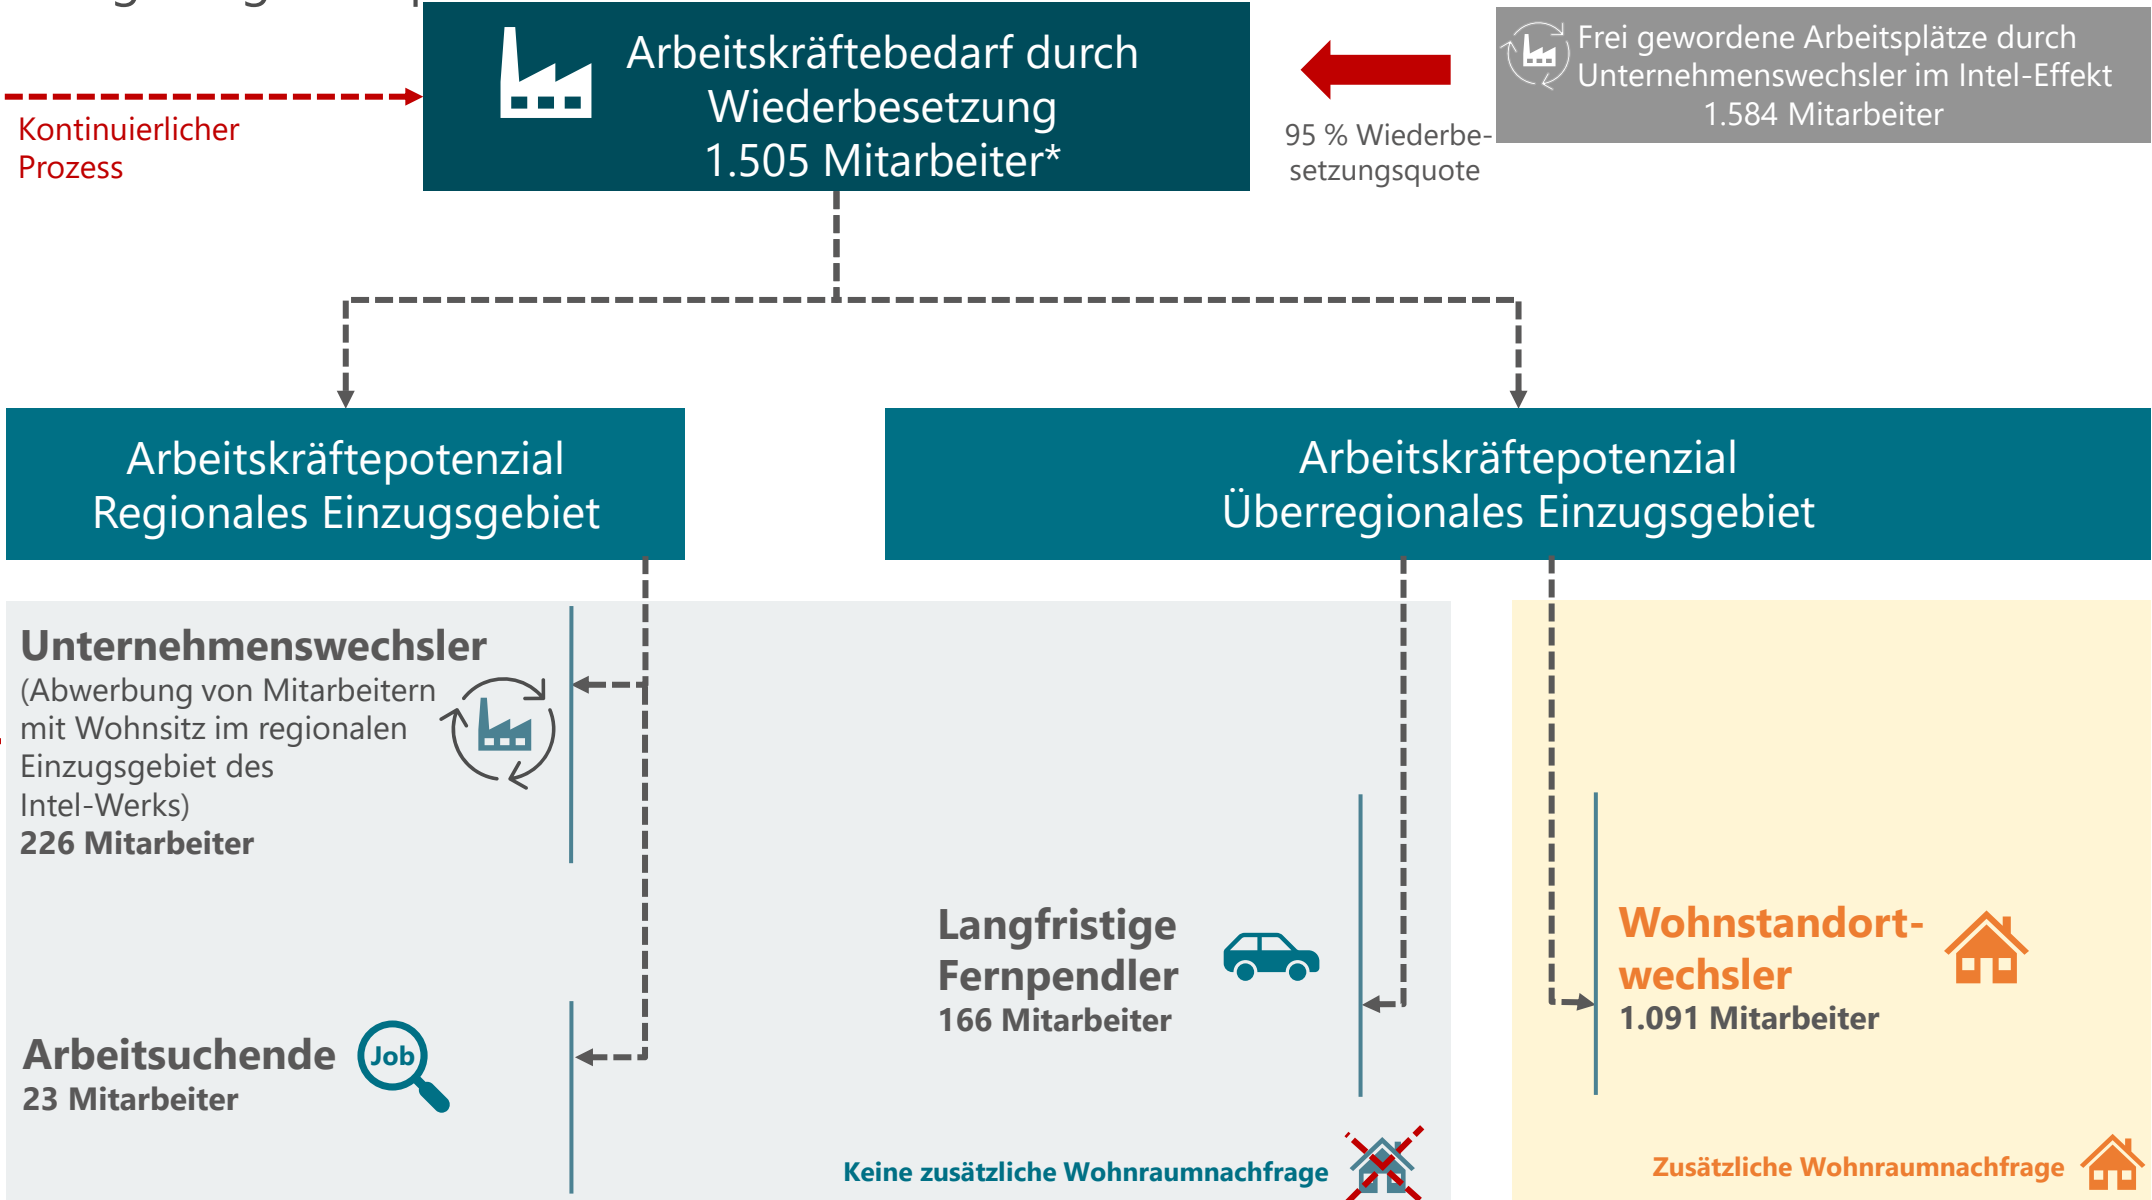 Arbeitskräftebedarf durch
Wiederbesetzung
1.505 Mitarbeiter*
Frei gewordene Arbeitsplätze durch
Unternehmenswechsler im Intel-Effekt
1.584 Mitarbeiter
95 % Wiederbe-
setzungsquote
Kontinuierlicher
Prozess
Arbeitskräftepotenzial
Regionales Einzugsgebiet
Arbeitskräftepotenzial
Überregionales Einzugsgebiet
Unternehmenswechsler
(Abwerbung von Mitarbeitern
mit Wohnsitz im regionalen
Einzugsgebiet des
Intel-Werks)
226 Mitarbeiter
Arbeitsuchende
23 Mitarbeiter
Job
Langfristige
Fernpendler
166 Mitarbeiter
Wohnstandort-
wechsler
1.091 Mitarbeiter
Keine zusätzliche Wohnraumnachfrage
Zusätzliche Wohnraumnachfrage